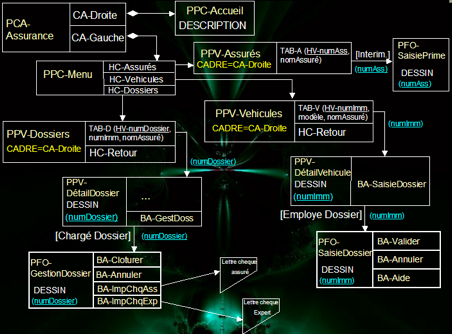 PCA-
Assurance
CA-Droite
CA-Gauche
PPC-Accueil
DESCRIPTION
PPC-Menu
HC-Assurés
HC-Vehicules
HC-Dossiers
PPV-Assurés
CADRE=CA-Droite
TAB-A (HV-numAss,
nomAssuré)
[Interim.]
(numAss)
PFO-
SaisiePrime
DESSIN
(numAss)
PPV-Vehicules
CADRE=CA-Droite
TAB-V (HV-numImm,
modèle, nomAssuré)
HC-Retour
(numImm)
PPV-Dossiers
CADRE=CA-Droite
TAB-D (HV-numDossier,
numImm, nomAssuré)
HC-Retour
(numDossier)
PPV-
DétailDossier
DESSIN
(numDossier)
...
BA-GestDoss
PPV-
DétailVehicule
DESSIN
(numImm)
BA-SaisieDossier
[Chargé Dossier]
(numDossier)
[Employe Dossier]
(numImm)
PFO-
GestionDossier
DESSIN
(numDossier)
BA-Cloturer
BA-Annuler
BA-ImpChqAss
BA-ImpChqExp
Lettre cheque
assuré
Lettre cheque
Expert
PFO-
SaisieDossier
DESSIN
(numImm)
BA-Valider
BA-Annuler
BA-Aide